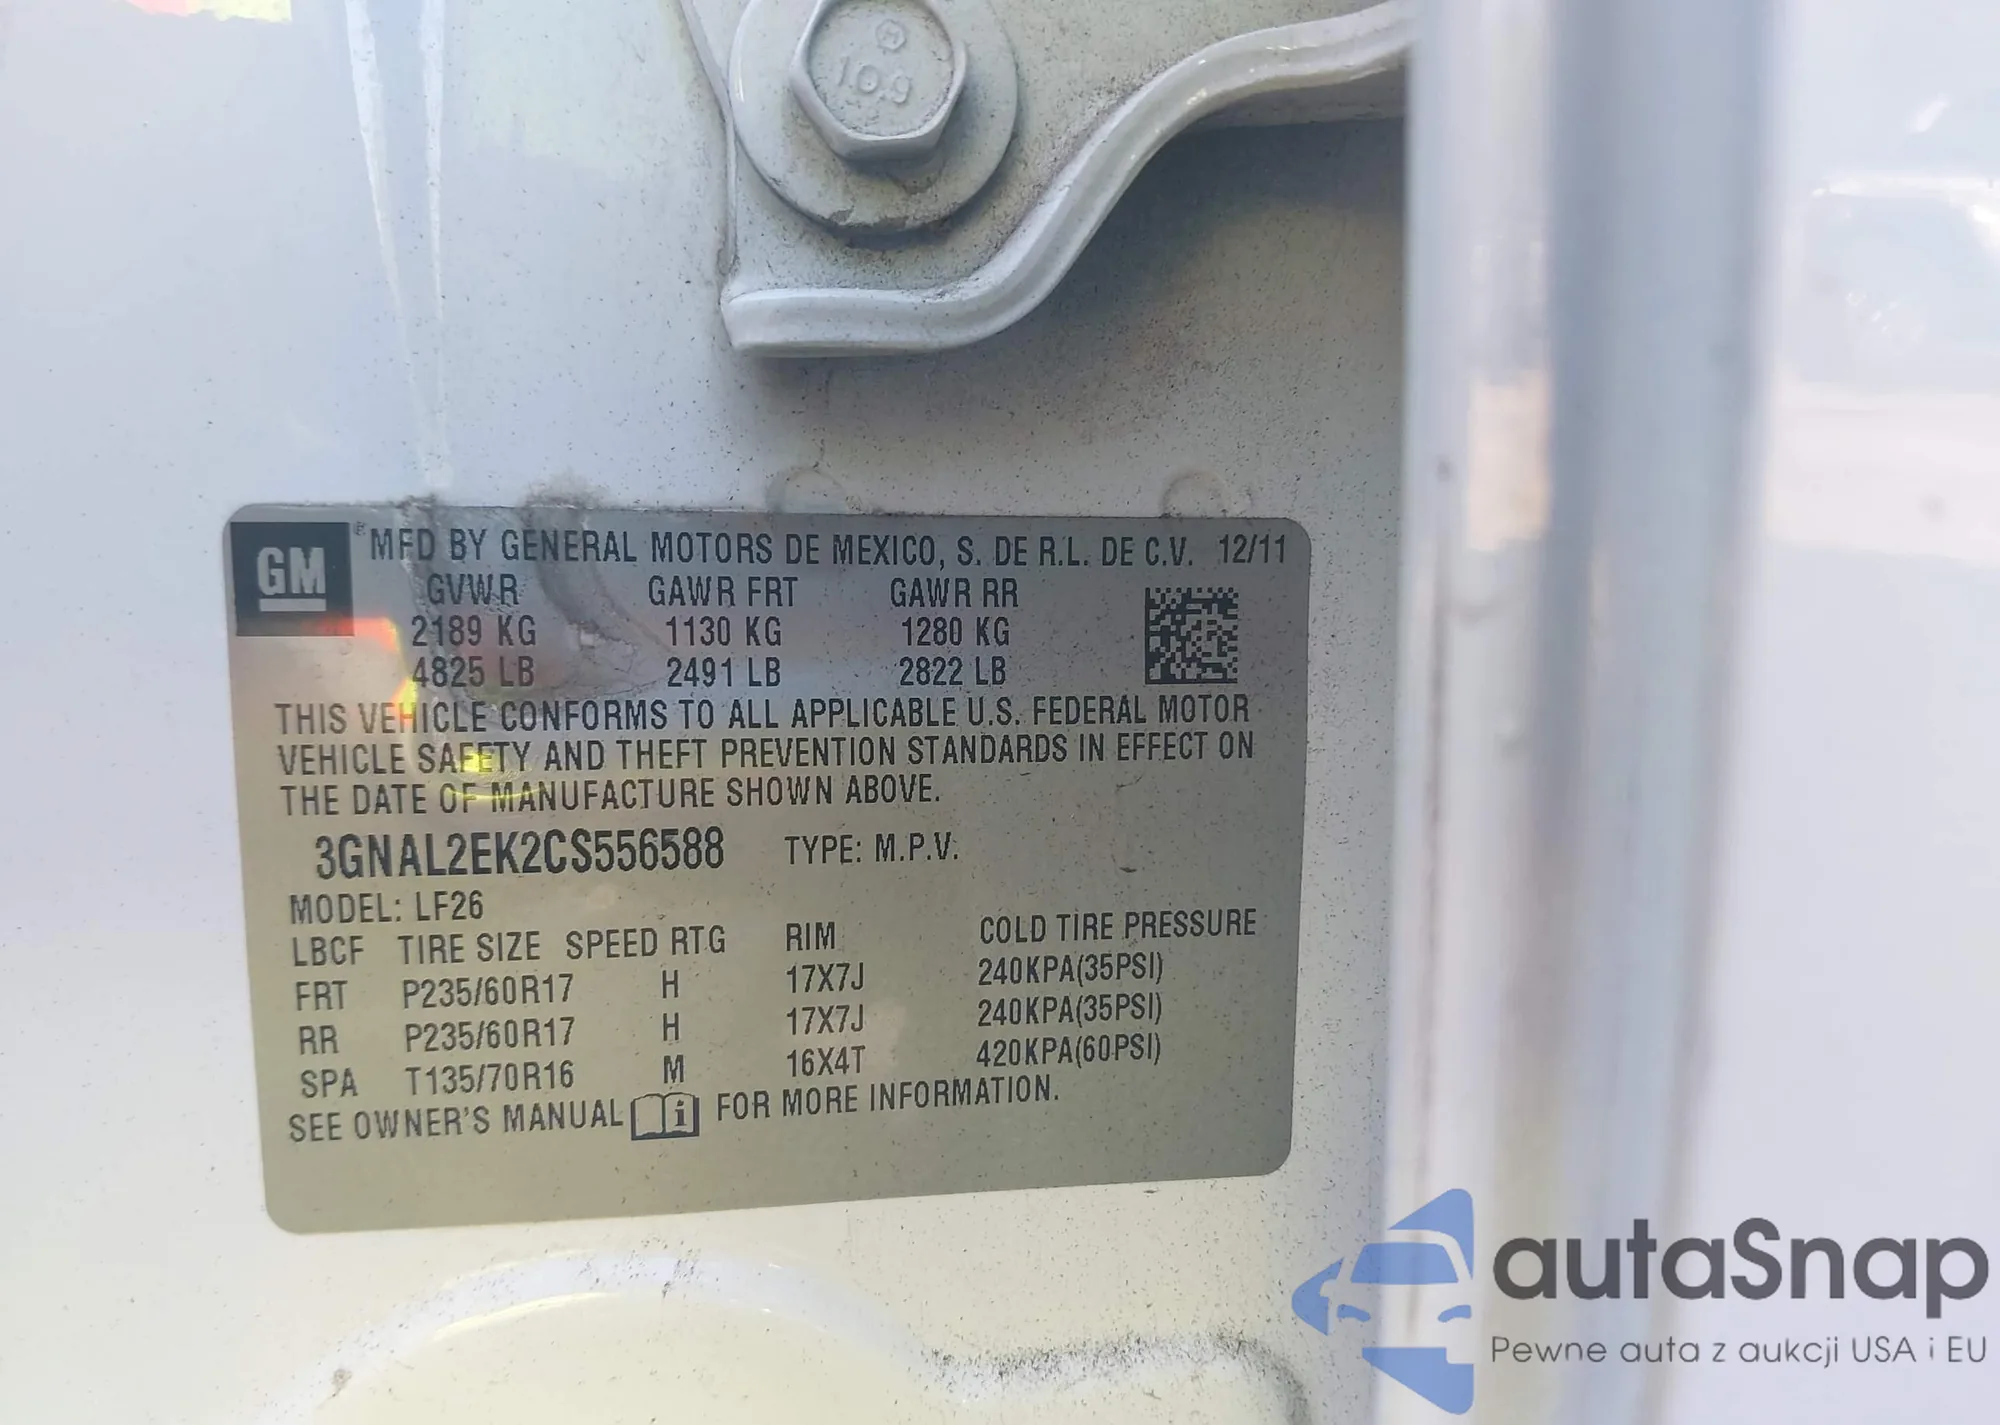 10.9
GM
® MFD BY GENERAL MOTORS DE MEXICO, S. DE R.L. DE C.V. 12/11
GVWR GAWR FRT GAWR RR
2189 KG 1130 KG 1280 KG
4825 LB 2491 LB 2822 LB
THIS VEHICLE CONFORMS TO ALL APPLICABLE U.S. FEDERAL MOTOR
VEHICLE SAFETY AND THEFT PREVENTION STANDARDS IN EFFECT ON
THE DATE OF MANUFACTURE SHOWN ABOVE.
3GNAL2EK2CS556588 TYPE: M.P.V.
MODEL: LF26
LBCF TIRE SIZE SPEED RTG RIM COLD TIRE PRESSURE
FRT P235/60R17 H 17X7J 240KPA(35PSI)
RR P235/60R17 H 17X7J 240KPA(35PSI)
SPA T135/70R16 M 16X4T 420KPA(60PSI)
SEE OWNER'S MANUAL i FOR MORE INFORMATION.
autaSnap
Pewne auta z aukcji USA i EU